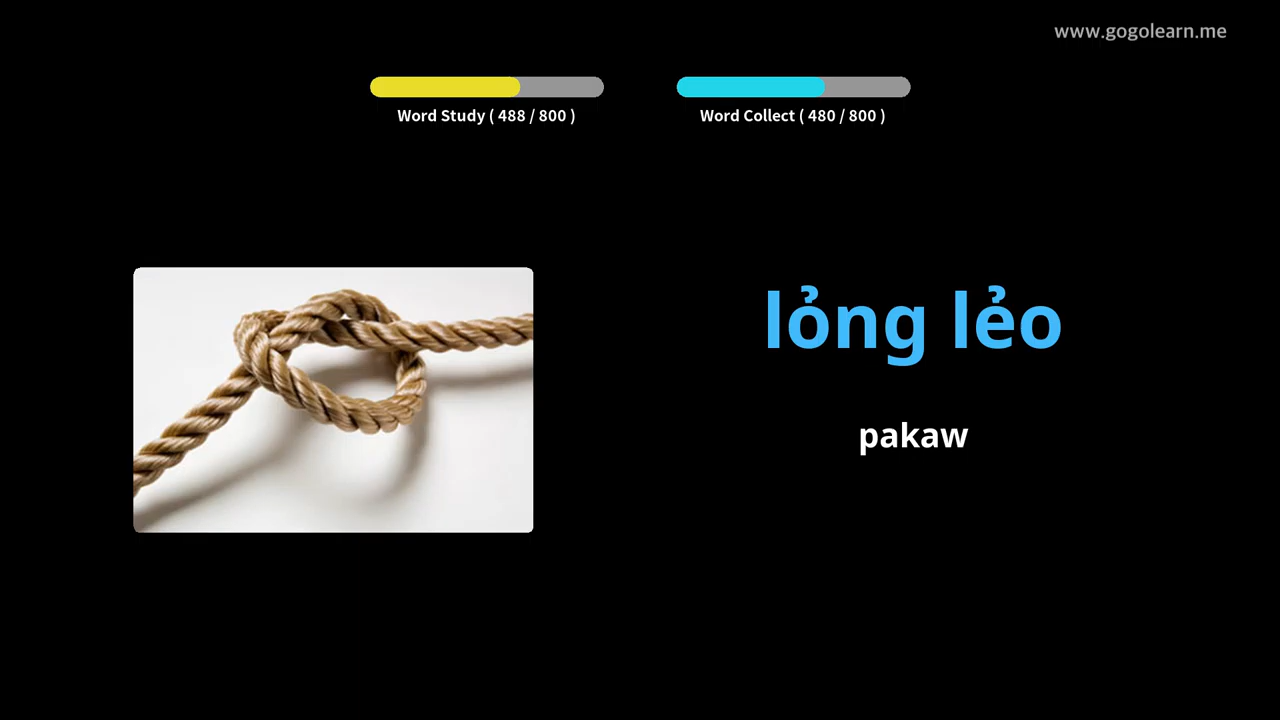 www.gogolearn.me
Word Study ( 488 / 800 )
Word Collect ( 480 / 800 )
lỏng lẻo
pakaw